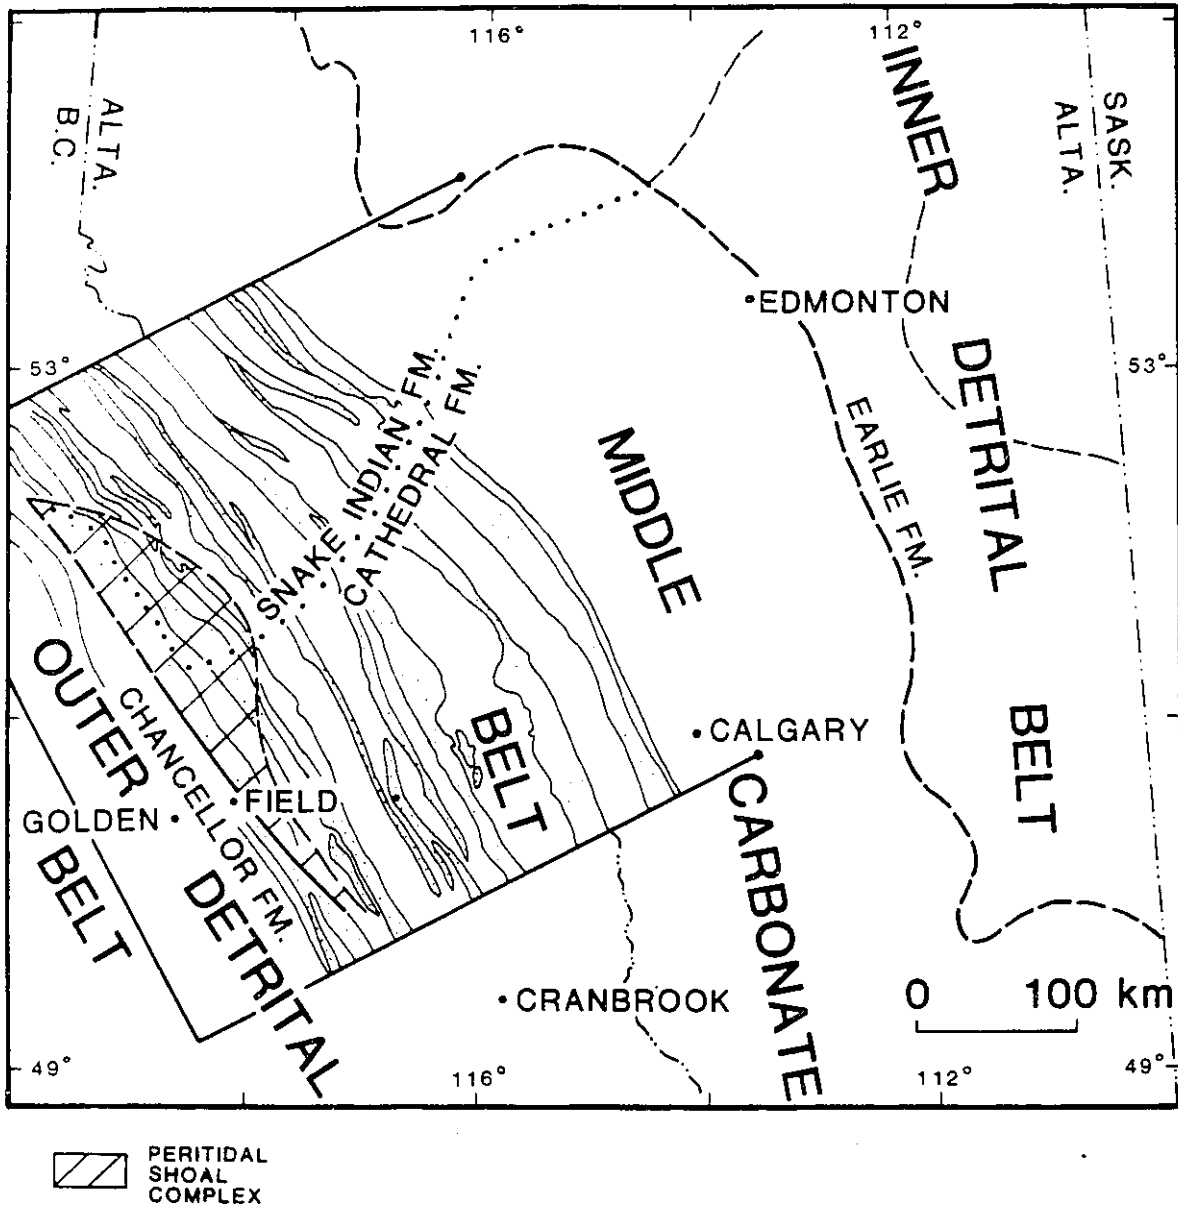 116°
112°
INNER
ALTA.
B.C.
SASK.
ALTA.
EDMONTON
53°
53°
SNAKE INDIAN FM.
CATHEDRAL FM.
EARLIE FM.
DETRITAL
MIDDLE
OUTER
CHANCELLOR FM.
BELT
CALGARY
BELT
FIELD
GOLDEN
CARBONATE
BELT
DETRITAL
CRANBROOK
0 100 km
49°
116°
112°
49°
PERITIDAL
SHOAL
COMPLEX